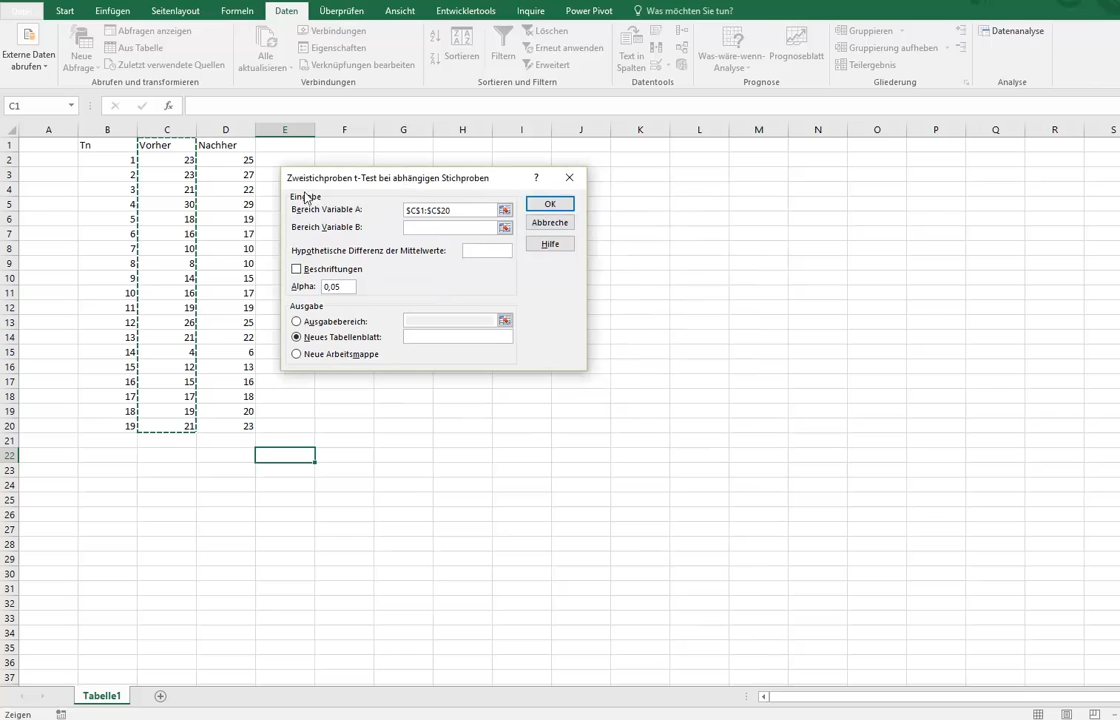 Start Einfügen Seitenlayout Formeln Daten Überprüfen Ansicht Entwicklertools Inquire Power Pivot Was möchten Sie tun?
Externe Daten abrufen
Abfragen anzeigen
Aus Tabelle
Zuletzt verwendete Quellen
Neue Abfrage
Abrufen und transformieren
Alle aktualisieren
Verbindungen
Eigenschaften
Verknüpfungen bearbeiten
Verbindungen
Sortieren
Filtern
Löschen
Erneut anwenden
Erweitert
Sortieren und Filtern
Text in Spalten
Datentools
Was-wäre-wenn-Analyse
Prognoseblatt
Prognose
Gruppieren
Gruppierung aufheben
Teilergebnis
Gliederung
Datenanalyse
Analyse
C1
fx
A B C D E F G H I J K L M N O P Q R S
1 Tn Vorher Nachher
2 1 23 25
3 2 23 27
4 3 21 22
5 4 30 29
6 5 18 19
7 6 16 17
8 7 10 10
9 8 8 10
10 9 14 15
11 10 16 17
12 11 19 19
13 12 26 25
14 13 21 22
15 14 4 6
16 15 12 13
17 16 15 16
18 17 17 18
19 18 19 20
20 19 21 23
21
22
23
24
25
26
27
28
29
30
31
32
33
34
35
36
37
Zweistichproben t-Test bei abhängigen Stichproben ?
Eingabe
Bereich Variable A: $C$1:$C$20
Bereich Variable B:
Hypothetische Differenz der Mittelwerte:
Beschriftungen
Alpha: 0,05
Ausgabe
Ausgabebereich:
Neues Tabellenblatt:
Neue Arbeitsmappe
OK
Abbreche
Hilfe
Tabelle1
Zeigen